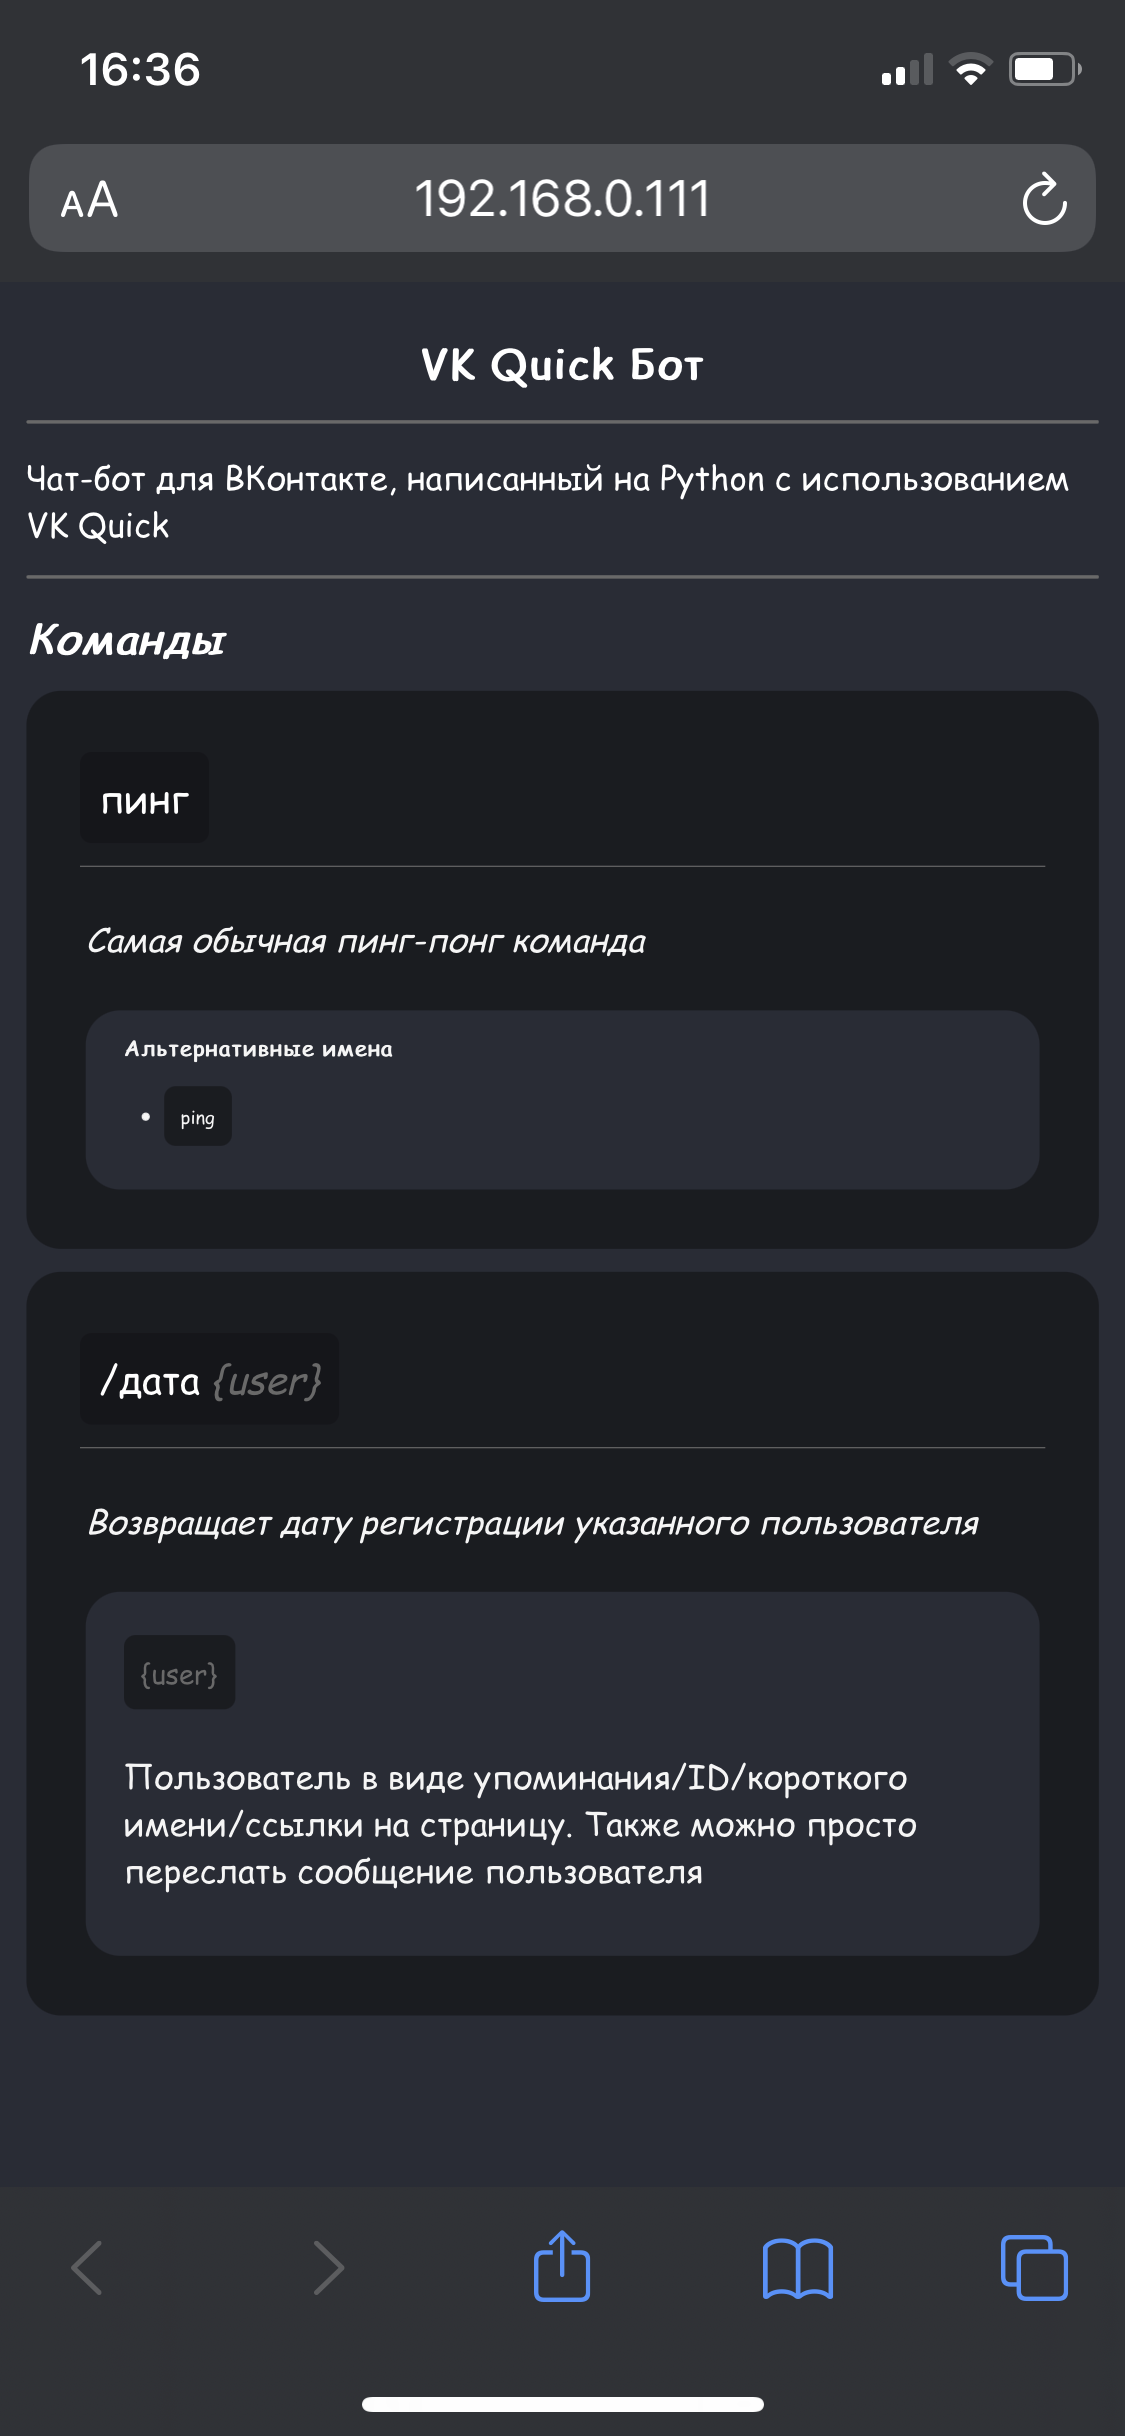 16:36
AA
192.168.0.111
VK Quick Бот
Чат-бот для ВКонтакте, написанный на Python с использованием
VK Quick
Команды
пинг
Самая обычная пинг-понг команда
Альтернативные имена
• ping
/дата {user}
Возвращает дату регистрации указанного пользователя
{user}
Пользователь в виде упоминания/ID/короткого
имени/ссылки на страницу. Также можно просто
переслать сообщение пользователя